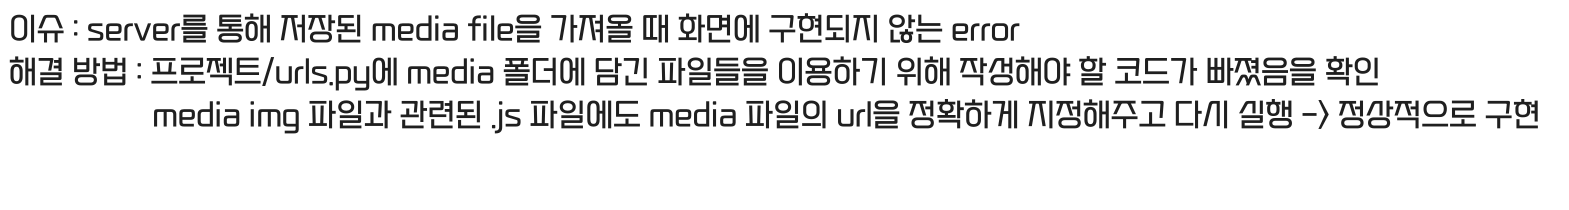 이슈 : server를 통해 저장된 media file을 가져올 때 화면에 구현되지 않는 error
해결 방법 : 프로젝트/urls.py에 media 폴더에 담긴 파일들을 이용하기 위해 작성해야 할 코드가 빠졌음을 확인
media img 파일과 관련된 .js 파일에도 media 파일의 url을 정확하게 지정해주고 다시 실행 -> 정상적으로 구현